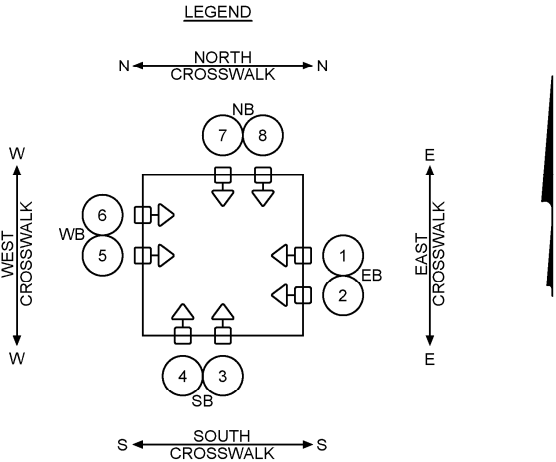 LEGEND
N NORTH N
CROSSWALK
NB
7 8
W E
6
WB
5
1
EB
2
WEST
CROSSWALK
EAST
CROSSWALK
W E
4 3
SB
S SOUTH S
CROSSWALK